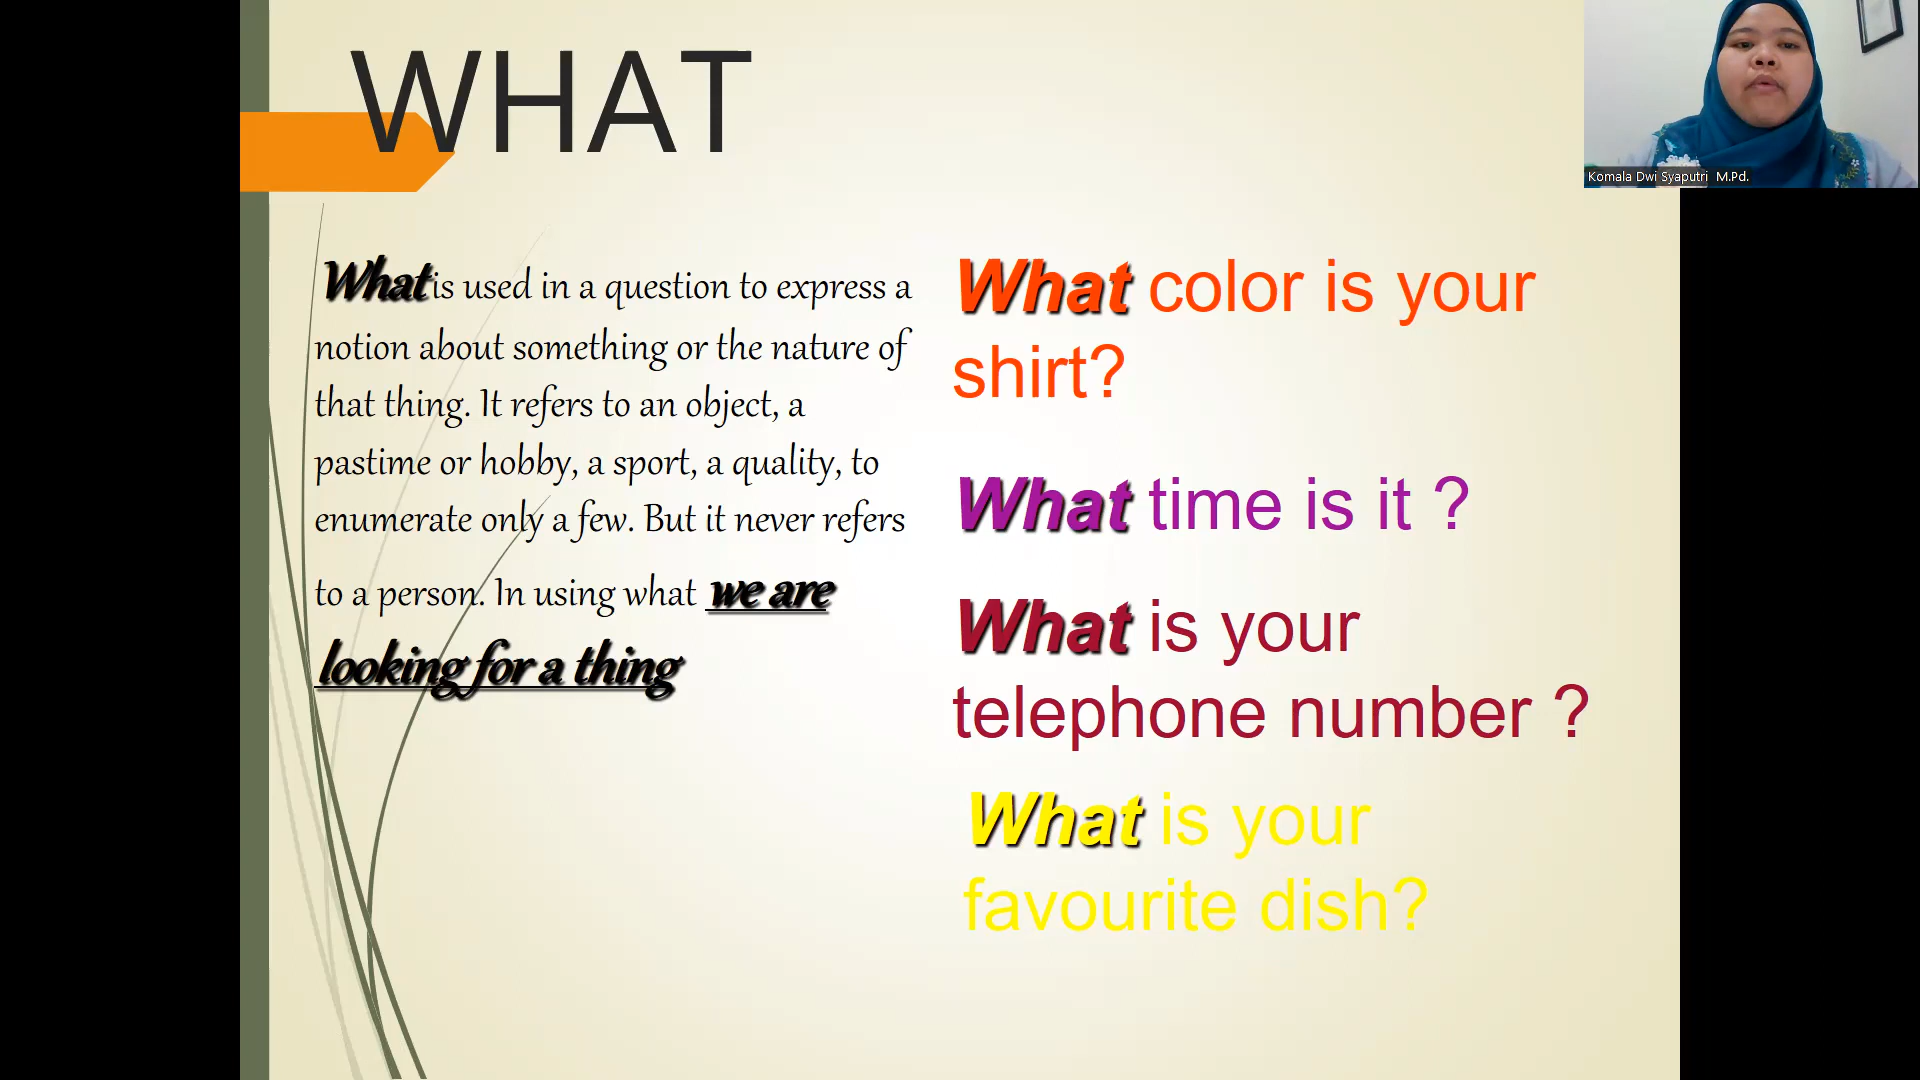 WHAT
What is used in a question to express a
notion about something or the nature of
that thing. It refers to an object, a
pastime or hobby, a sport, a quality, to
enumerate only a few. But it never refers
to a person. In using what we are
looking for a thing
What color is your
shirt?
What time is it ?
What is your
telephone number ?
What is your
favourite dish?
Komala Dwi Syaputri M.Pd.